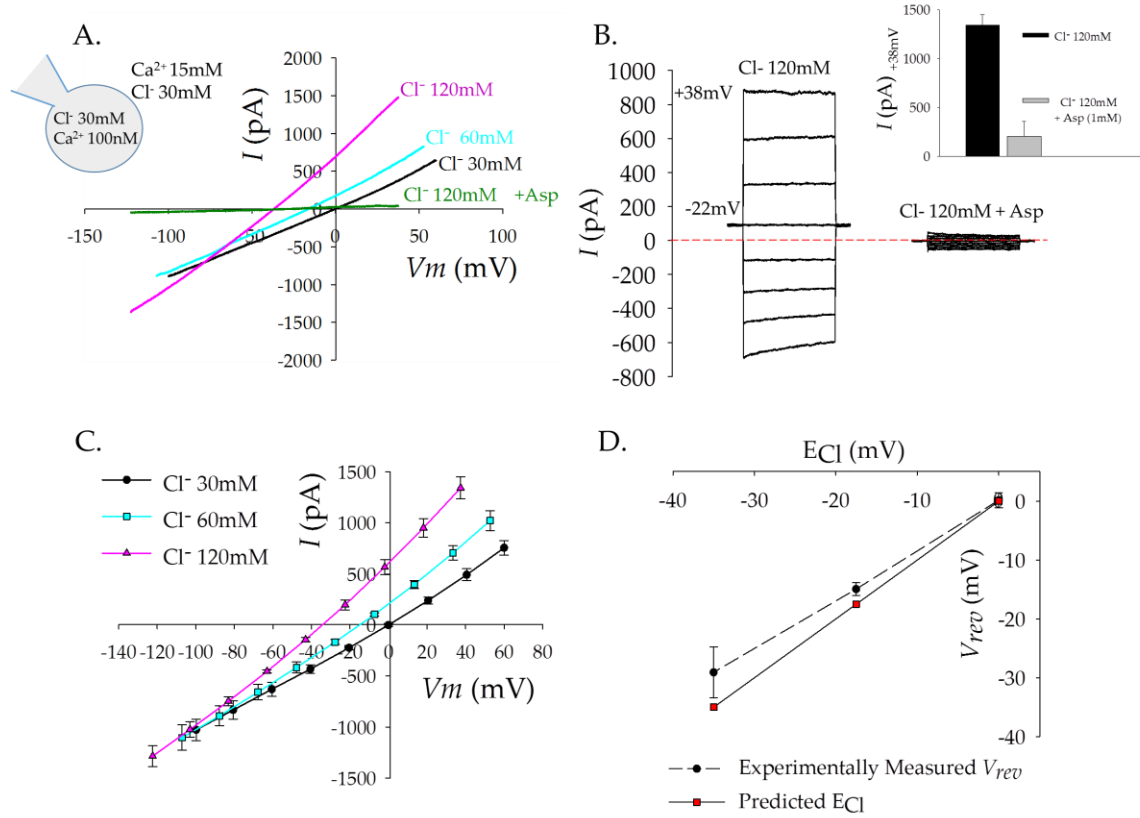 A.
Ca²⁺ 15mM
Cl⁻ 30mM
Cl⁻ 30mM
Ca²⁺ 100nM
I (pA)
2000
1500
1000
500
0
-500
-1000
-1500
-2000
-150
-100
-50
0
50
100
Vm (mV)
Cl⁻ 120mM
Cl⁻ 60mM
Cl⁻ 30mM
Cl⁻ 120mM +Asp
B.
Cl- 120mM
I (pA)
1000
800
600
400
200
0
-200
-400
-600
-800
+38mV
-22mV
Cl- 120mM + Asp
I (pA) +38mV
1500
1000
500
0
Cl⁻ 120mM
Cl⁻ 120mM
+ Asp (1mM)
C.
Cl⁻ 30mM
Cl⁻ 60mM
Cl⁻ 120mM
I (pA)
1500
1000
500
0
-500
-1000
-1500
-140 -120 -100 -80 -60 -40 -20 0 20 40 60 80
Vm (mV)
D.
ECl (mV)
-40
-30
-20
-10
0
0
-10
-20
-30
-40
Vrev (mV)
Experimentally Measured Vrev
Predicted ECl